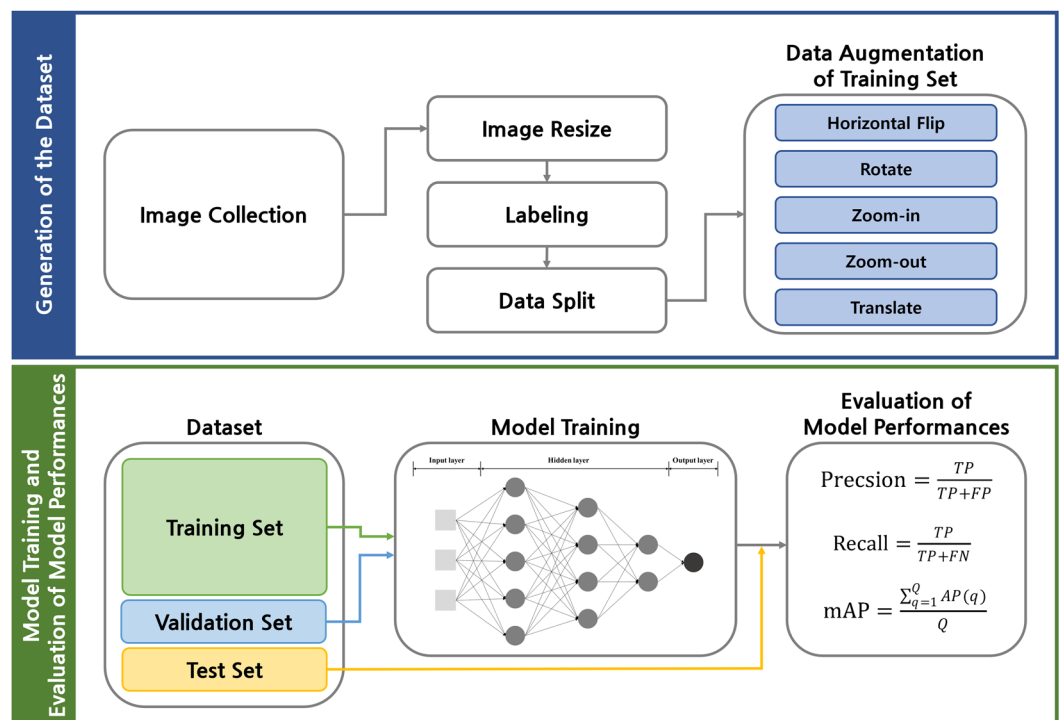 Generation of the Dataset
Image Collection
Image Resize
Labeling
Data Split
Data Augmentation
of Training Set
Horizontal Flip
Rotate
Zoom-in
Zoom-out
Translate
Model Training and
Evaluation of Model Performances
Dataset
Training Set
Validation Set
Test Set
Model Training
Input layer
Hidden layer
Output layer
Evaluation of
Model Performances
Precsion = TP / TP+FP
Recall = TP / TP+FN
mAP = ∑_{q=1}^{Q} AP(q) / Q